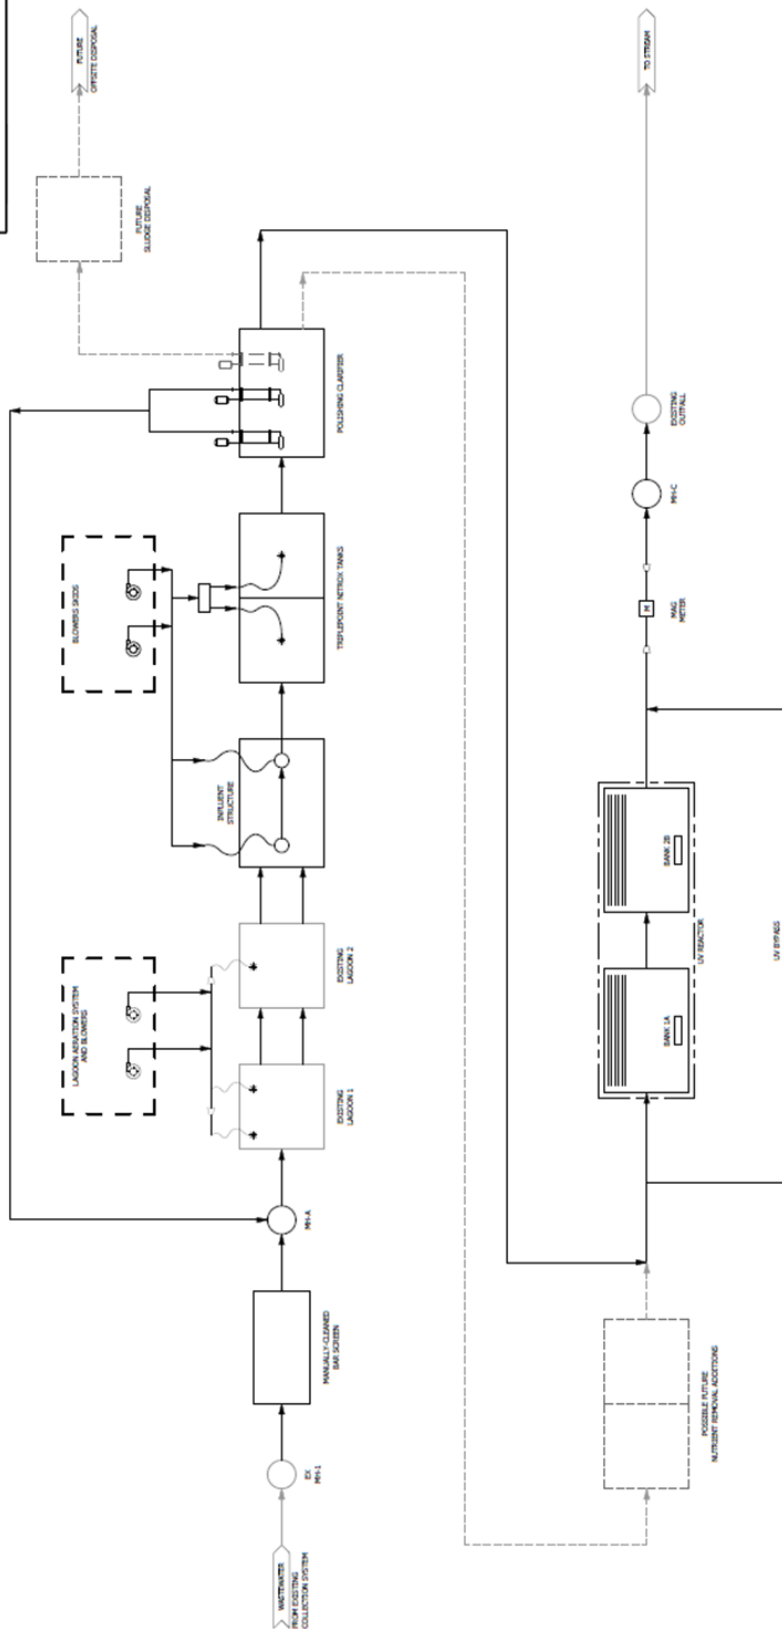 FUTURE
OFFSITE DISPOSAL
FUTURE
SLUDGE DISPOSAL
TO STREAM
POLISHING CLARIFIER
EXISTING
OUTFALL
MH-C
MAG
METER
M
BLOWERS SKIDS
TRIPLEPOINT NITROX TANKS
INFLUENT
STRUCTURE
BANK 2B
BANK 1A
UV REACTOR
UV BYPASS
LAGOON AERATION SYSTEM
AND BLOWERS
EXISTING
LAGOON 2
EXISTING
LAGOON 1
MH-A
MANUALLY-CLEANED
BAR SCREEN
EX
MH-1
WASTEWATER
FROM EXISTING
COLLECTION SYSTEM
POSSIBLE FUTURE
NUTRIENT REMOVAL ADDITIONS